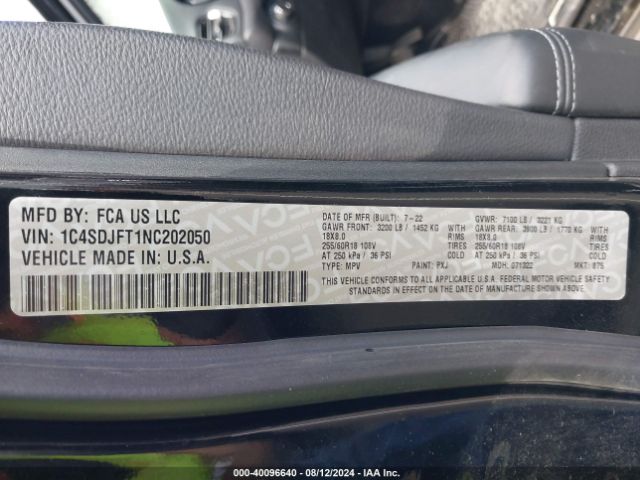 MFD BY: FCA US LLC
VIN: 1C4SDJFT1NC202050
VEHICLE MADE IN: U.S.A.
DATE OF MFR (BUILT): 7-22 GVWR: 7100 LB / 3221 KG
GAWR FRONT: 3200 LB / 1452 KG WITH GAWR REAR: 3900 LB / 1770 KG WITH
18X8.0 RIMS 18X8.0 RIMS
255/60R18 108V TIRES 255/60R18 108V TIRES
AT 250 kPa / 36 PSI COLD AT 250 kPa / 36 PSI COLD
TYPE: MPV PAINT: PXJ MDH: 071322 MKT: 875
THIS VEHICLE CONFORMS TO ALL APPLICABLE U.S.A. FEDERAL MOTOR VEHICLE SAFETY
STANDARDS IN EFFECT ON THE DATE OF MANUFACTURE SHOWN ABOVE.
000-40096640 - 08/12/2024 - IAA Inc.